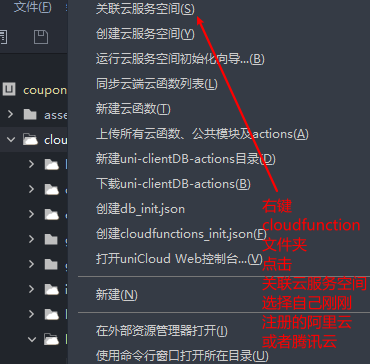 文件(F)
关联云服务空间(S)
创建云服务空间(Y)
运行云服务空间初始化向导...(B)
同步云端云函数列表(L)
新建云函数(T)
上传所有云函数、公共模块及actions(A)
新建uni-clientDB-actions目录(D)
下载uni-clientDB-actions(B)
创建db_init.json
创建cloudfunctions_init.json(F)
打开uniCloud Web控制台...(V)
新建(N)
在外部资源管理器打开(I)
使用命令行窗口打开所在目录(U)
coupon
asse
clou
右键
cloudfunction
文件夹
点击
关联云服务空间
选择自己刚刚
注册的阿里云
或者腾讯云